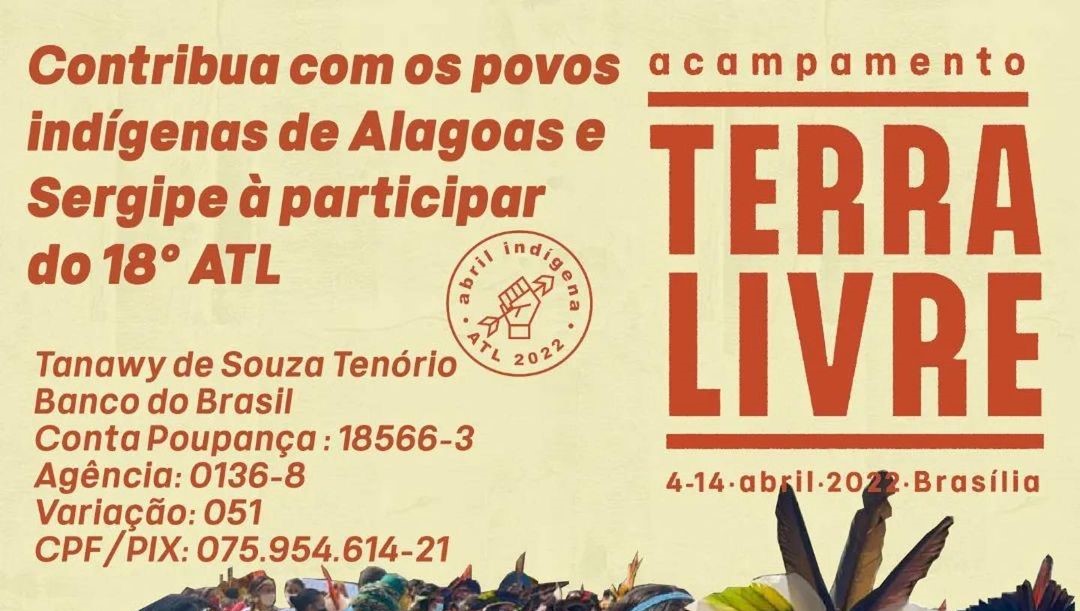 Contribua com os povos
indígenas de Alagoas e
Sergipe à participar
do 18° ATL
abril indígena
ATL 2022
Tanawy de Souza Tenório
Banco do Brasil
Conta Poupança : 18566-3
Agência: 0136-8
Variação: 051
CPF/PIX: 075.954.614-21
acampamento
TERRA
LIVRE
4-14·abril·2022·Brasília